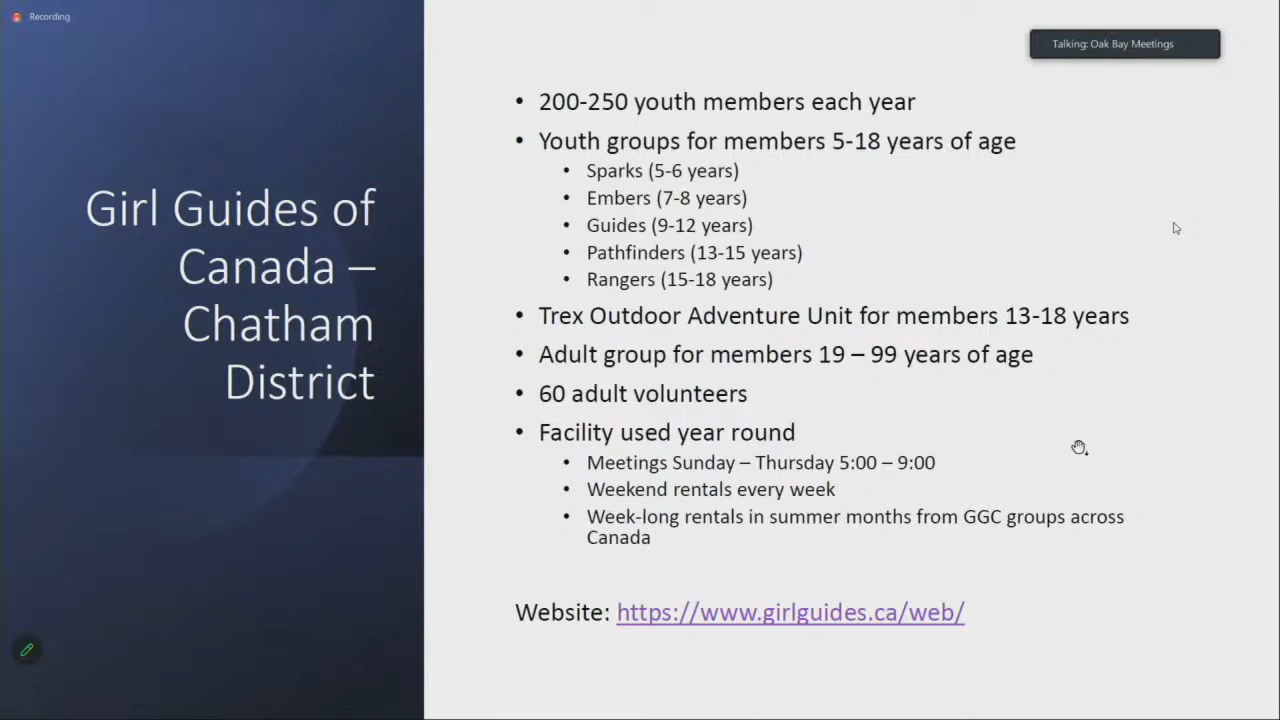 Recording
Talking: Oak Bay Meetings
Girl Guides of
Canada –
Chatham
District
• 200-250 youth members each year
• Youth groups for members 5-18 years of age
• Sparks (5-6 years)
• Embers (7-8 years)
• Guides (9-12 years)
• Pathfinders (13-15 years)
• Rangers (15-18 years)
• Trex Outdoor Adventure Unit for members 13-18 years
• Adult group for members 19 – 99 years of age
• 60 adult volunteers
• Facility used year round
• Meetings Sunday – Thursday 5:00 – 9:00
• Weekend rentals every week
• Week-long rentals in summer months from GGC groups across
Canada
Website: https://www.girlguides.ca/web/